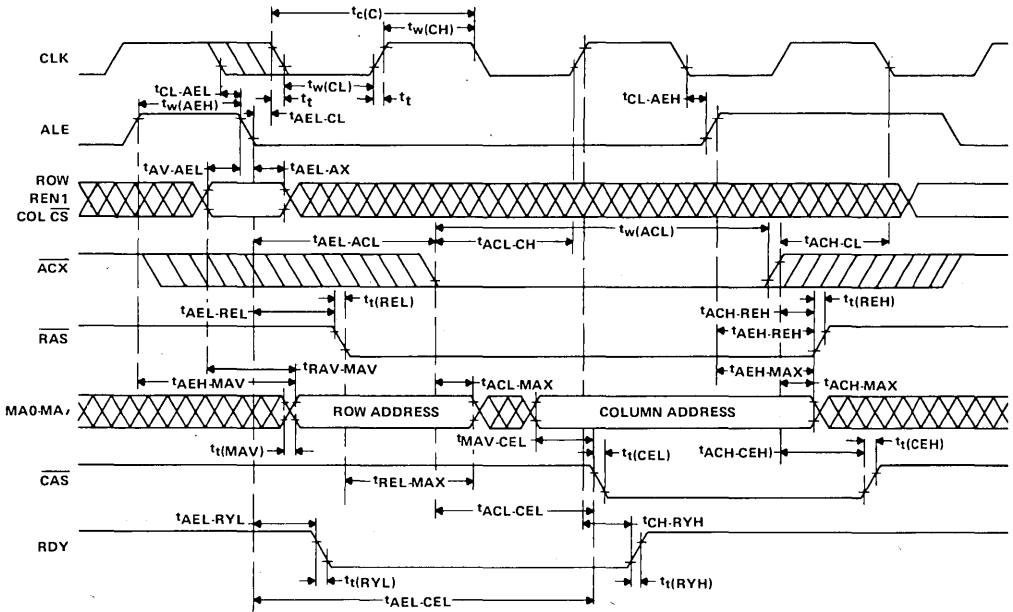 tc(C)
tw(CH)
CLK
tCL-AEL
tw(CL)
tw(AEH)
tt
tt
tCL-AEH
tAEL-CL
ALE
tAV-AEL
tAEL-AX
ROW
REN1
COL CS
tw(ACL)
tAEL-ACL
tACL-CH
tACH-CL
ACX
tt(REL)
tt(REH)
tAEL-REL
tACH-REH
RAS
tAEH-REH
tRAV-MAV
tAEH-MAX
tAEH-MAV
tACL-MAX
tACH-MAX
ROW ADDRESS
COLUMN ADDRESS
tMAV-CEL
tt(MAV)
tt(CEL)
tACH-CEH)
tt(CEH)
CAS
tREL-MAX
tAEL-RYL
tACL-CEL
tCH-RYH
RDY
tt(RYL)
tt(RYH)
tAEL-CEL